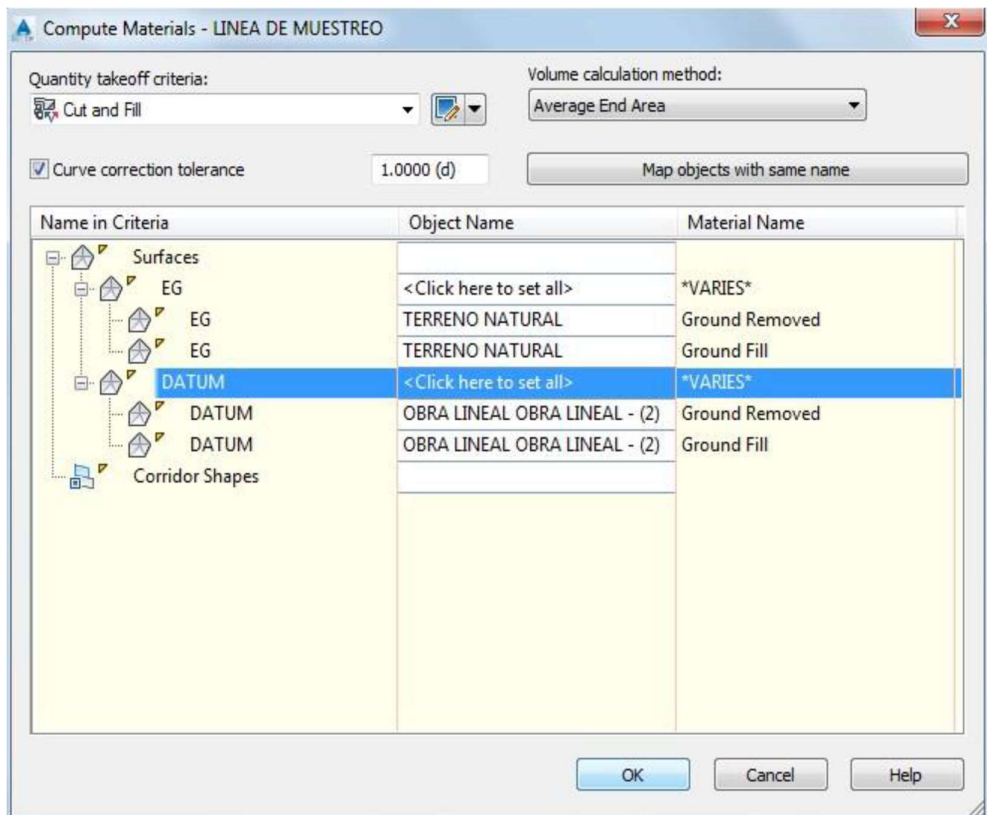 Compute Materials - LINEA DE MUESTREO
Quantity takeoff criteria:
Volume calculation method:
Cut and Fill
Average End Area
Curve correction tolerance
1.0000 (d)
Map objects with same name
Name in Criteria Object Name Material Name
Surfaces
EG <Click here to set all> *VARIES*
EG TERRENO NATURAL Ground Removed
EG TERRENO NATURAL Ground Fill
DATUM <Click here to set all> *VARIES*
DATUM OBRA LINEAL OBRA LINEAL - (2) Ground Removed
DATUM OBRA LINEAL OBRA LINEAL - (2) Ground Fill
Corridor Shapes
OK Cancel Help